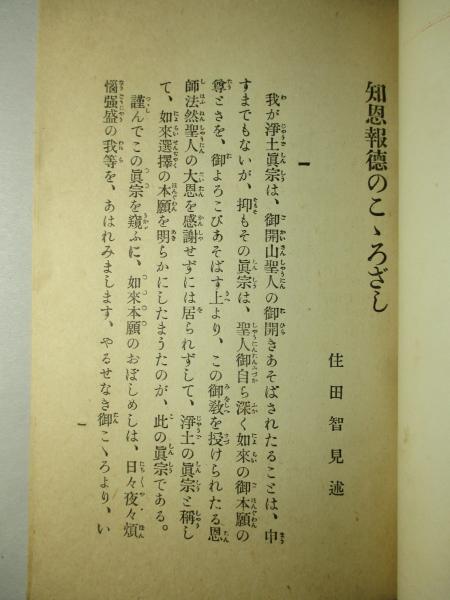 知恩報德のこゝろざし
住田智見述
一
我が淨土眞宗は、御開山聖人の御開きあそばされたることは、申
すまでもないが、抑もその眞宗は、聖人御自ら深く如來の御本願の
尊とさを、御よろこびあそばす上より、この御敎を授けられたる恩
師法然聖人の大恩を感謝せずには居られずして、淨土の眞宗と稱し
て、如來選擇の本願を明らかにしたまうたのが、此の眞宗である。
謹んでこの眞宗を窺ふに、如來本願のおぼしめしは、日々夜々煩
惱强盛の我等を、あはれみまします、やるせなき御こゝろより、い
一